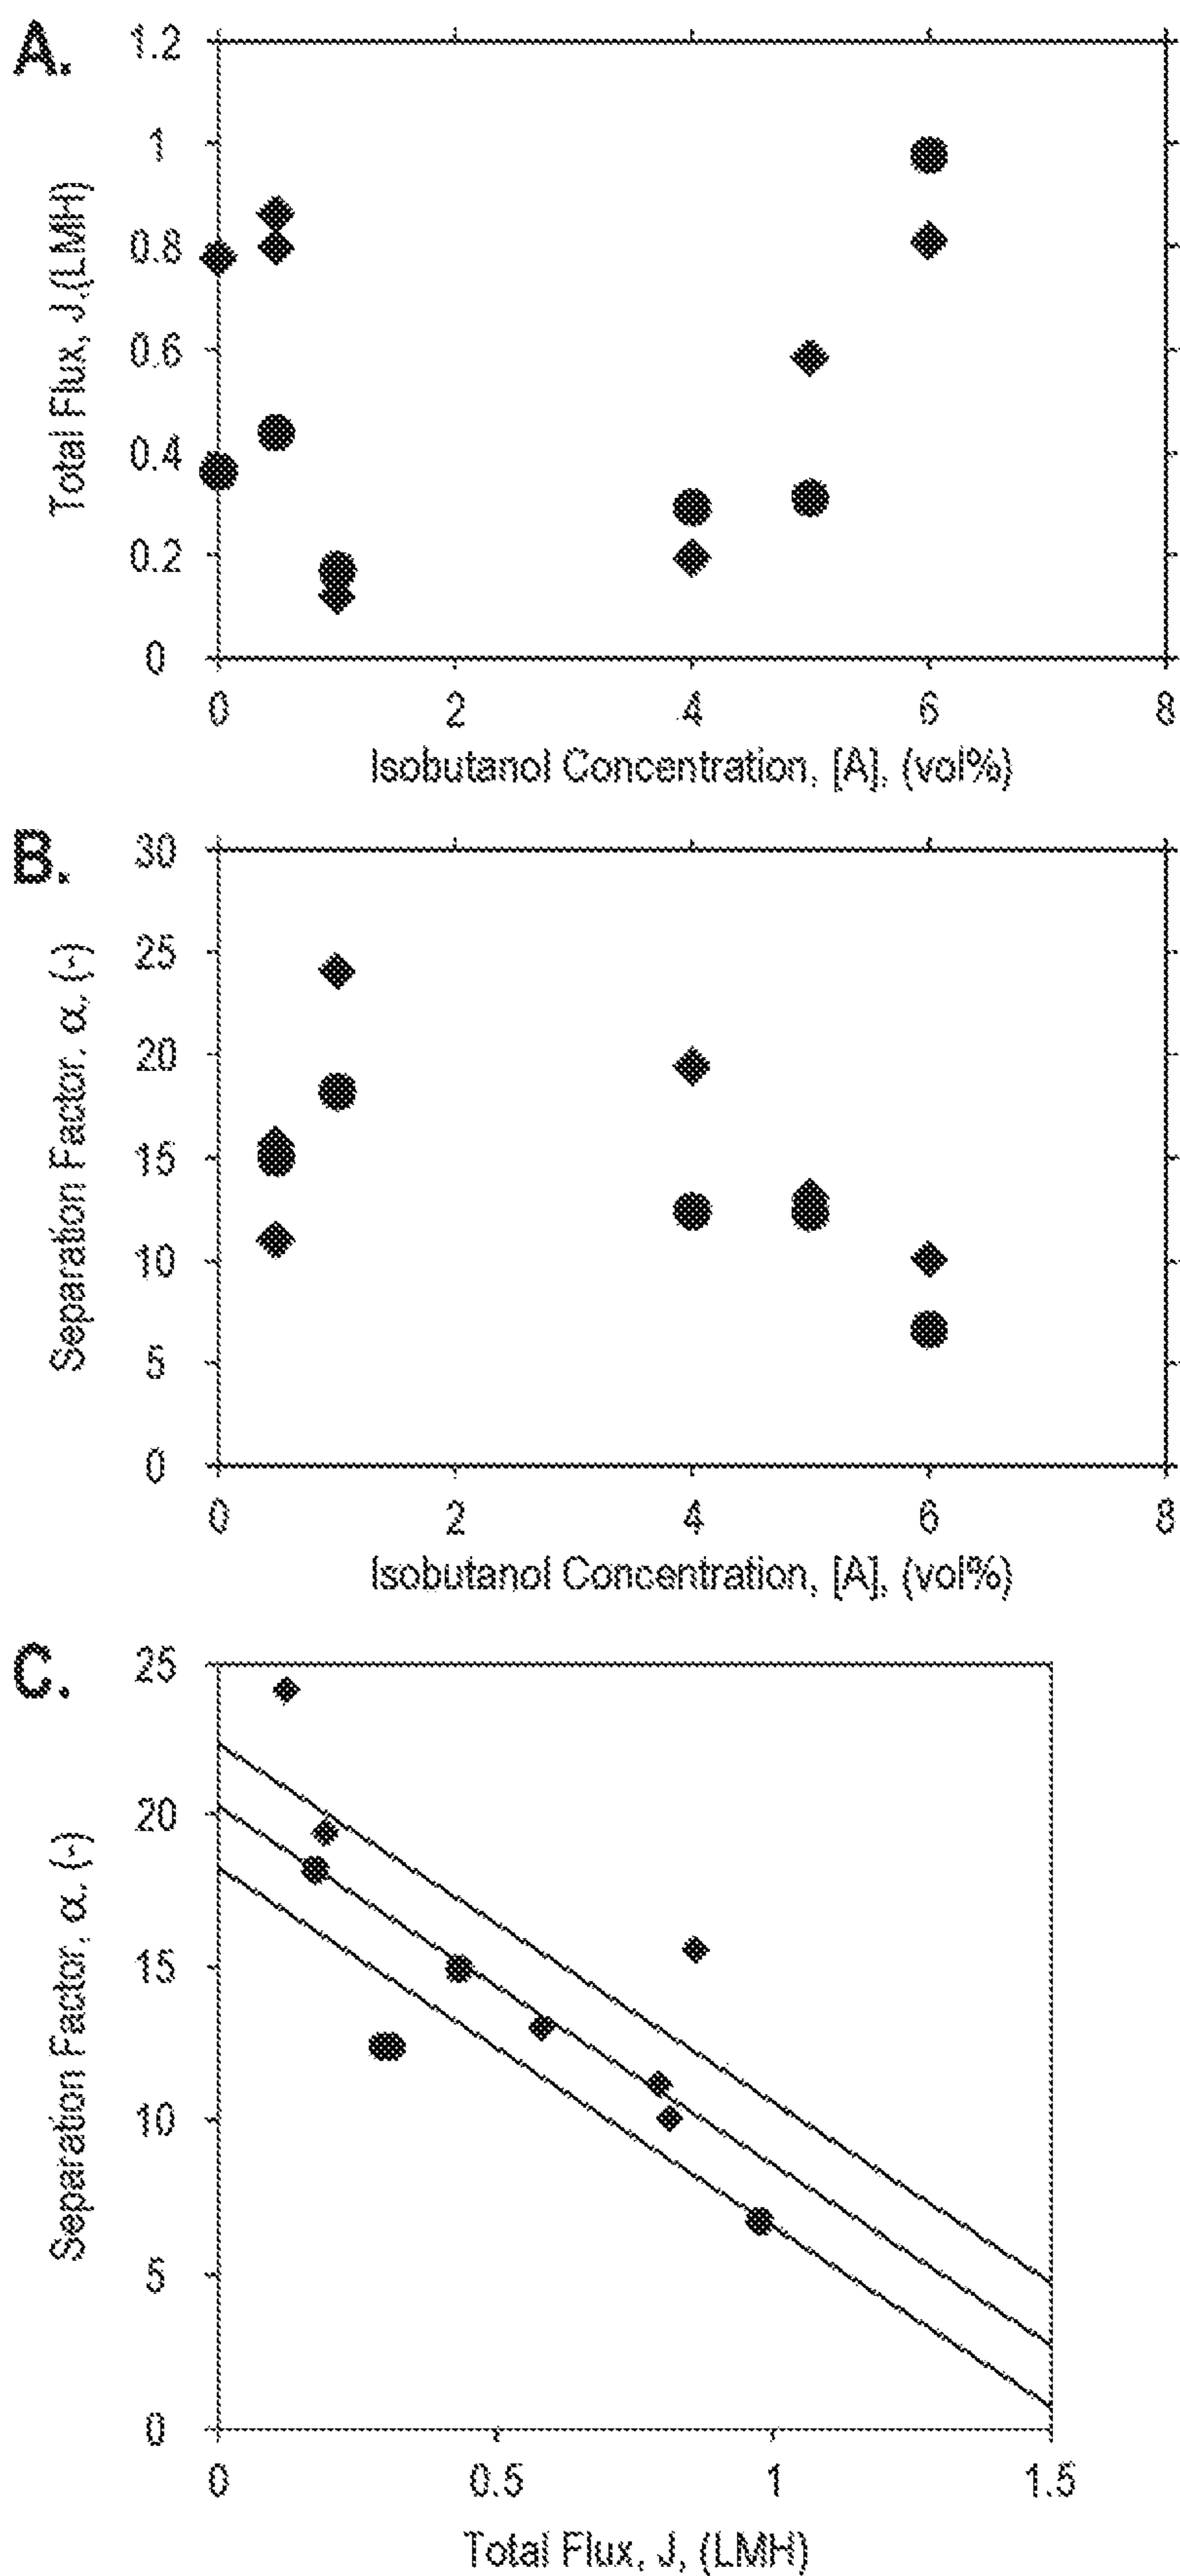 A.
1.2
1
0.8
0.6
0.4
0.2
0
Total Flux, J,(LMH)
0 2 4 6 8
Isobutanol Concentration, [A], (vol%)
B.
30
25
20
15
10
5
0
Separation Factor, α, (-)
0 2 4 6 8
Isobutanol Concentration, [A], (vol%)
C.
25
20
15
10
5
0
Separation Factor, α, (-)
0 0.5 1 1.5
Total Flux, J, (LMH)